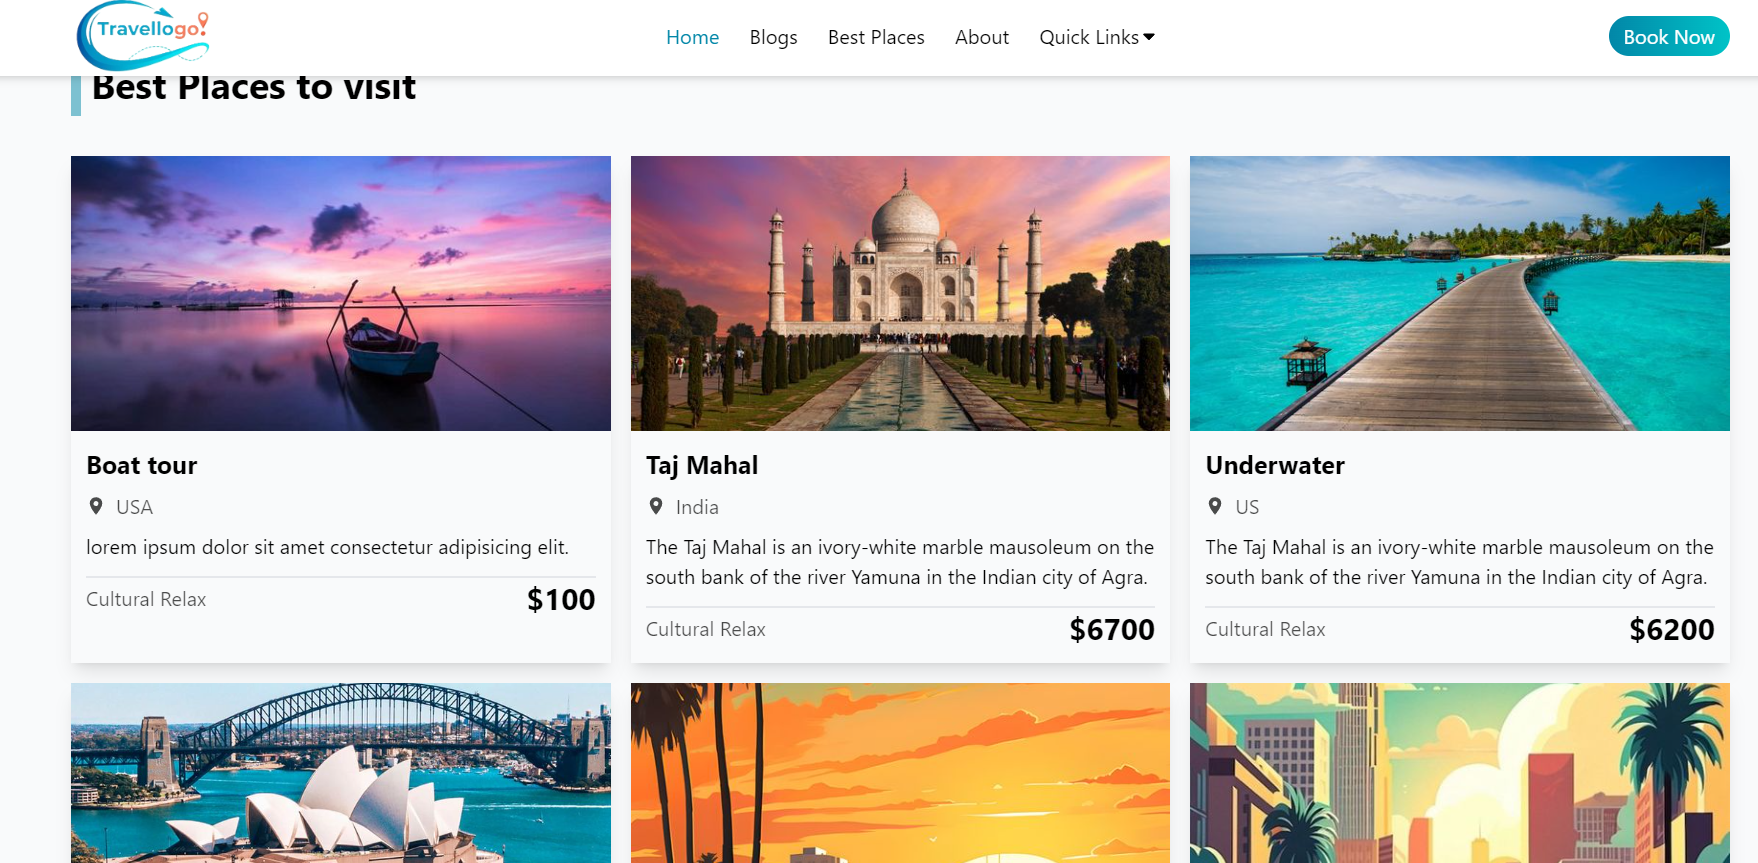 Travellogo!
Home Blogs Best Places About Quick Links Book Now
Best Places to visit
Boat tour
USA
lorem ipsum dolor sit amet consectetur adipisicing elit.
Cultural Relax $100
Taj Mahal
India
The Taj Mahal is an ivory-white marble mausoleum on the
south bank of the river Yamuna in the Indian city of Agra.
Cultural Relax $6700
Underwater
US
The Taj Mahal is an ivory-white marble mausoleum on the
south bank of the river Yamuna in the Indian city of Agra.
Cultural Relax $6200